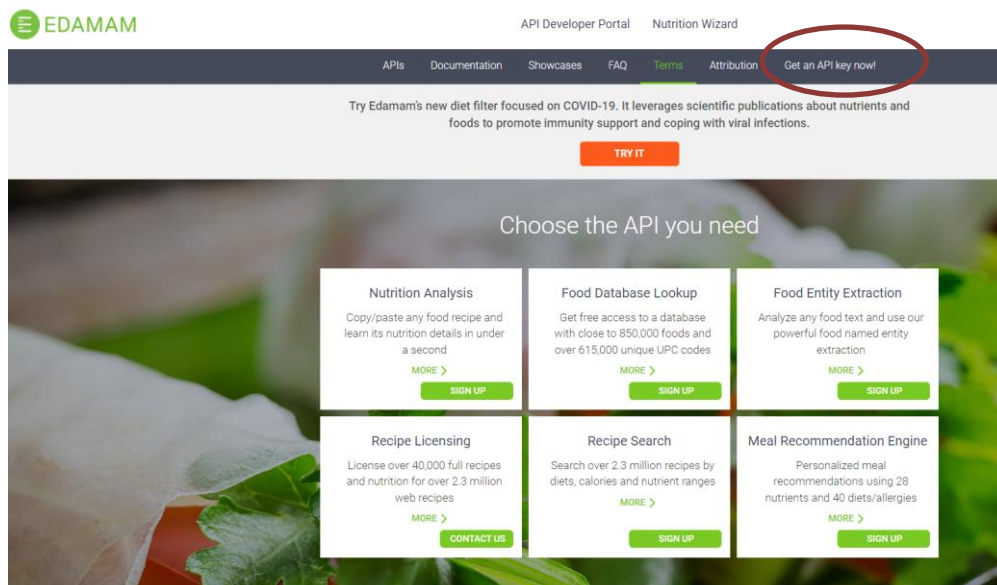 EDAMAM
API Developer Portal Nutrition Wizard
APIs Documentation Showcases FAQ Terms Attribution Get an API key now!
Try Edamam's new diet filter focused on COVID-19. It leverages scientific publications about nutrients and
foods to promote immunity support and coping with viral infections.
TRY IT
Choose the API you need
Nutrition Analysis
Copy/paste any food recipe and
learn its nutrition details in under
a second
MORE >
SIGN UP
Food Database Lookup
Get free access to a database
with close to 850,000 foods and
over 615,000 unique UPC codes
MORE >
SIGN UP
Food Entity Extraction
Analyze any food text and use our
powerful food named entity
extraction
MORE >
SIGN UP
Recipe Licensing
License over 40,000 full recipes
and nutrition for over 2.3 million
web recipes
MORE >
CONTACT US
Recipe Search
Search over 2.3 million recipes by
diets, calories and nutrient ranges
MORE >
SIGN UP
Meal Recommendation Engine
Personalized meal
recommendations using 28
nutrients and 40 diets/allergies
MORE >
SIGN UP